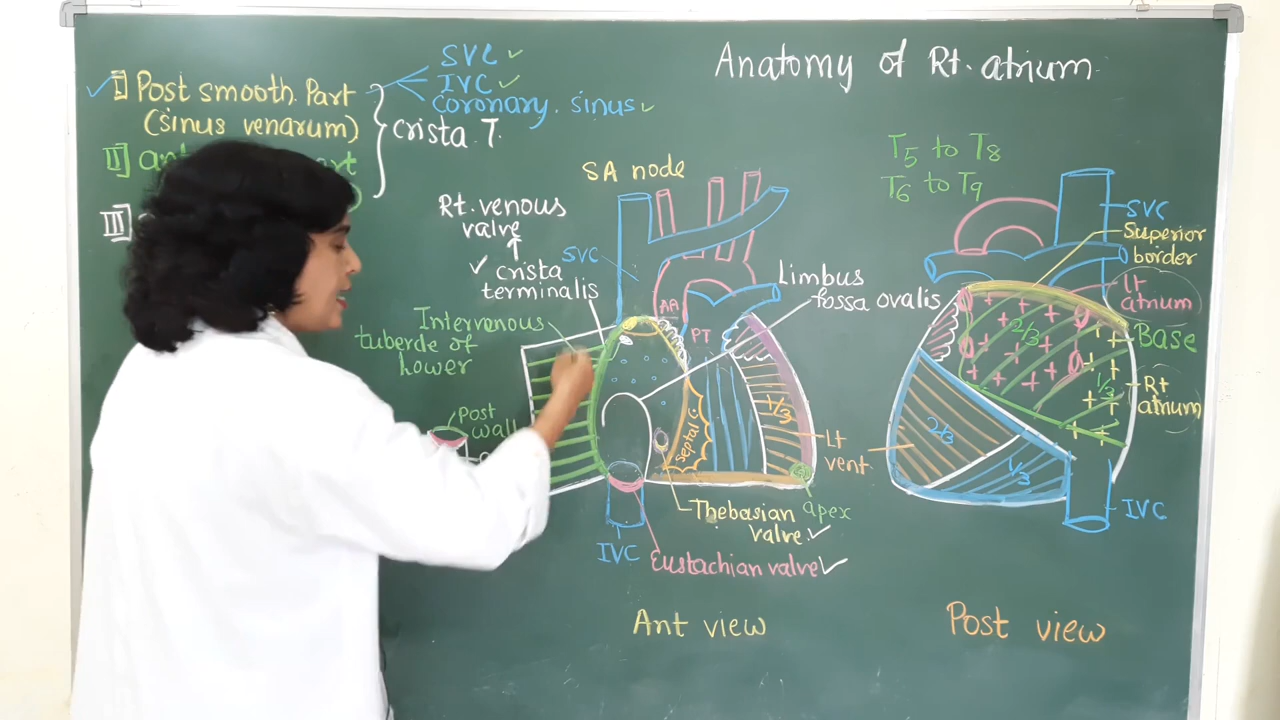 Anatomy of Rt. atrium
I] Post smooth. Part
(sinus venarum)
II] an
III]
SVC ✓
IVC ✓
coronary. sinus ✓
crista. T.
T5 to T8
T6 to T9
SA node
Rt. venous
valve
✓ crista
terminalis
SVC
Intervenous
tubercle of
lower
Post
wall
AA
PT
Limbus
fossa ovalis
septal C.
1/3
Lt
vent.
apex
Thebasian
valve ✓
IVC
Eustachian valve ✓
Ant view
SVC
Superior
border
Lt
atrium
Base
Rt
atrium
2/3
1/3
2/3
1/3
IVC
Post view